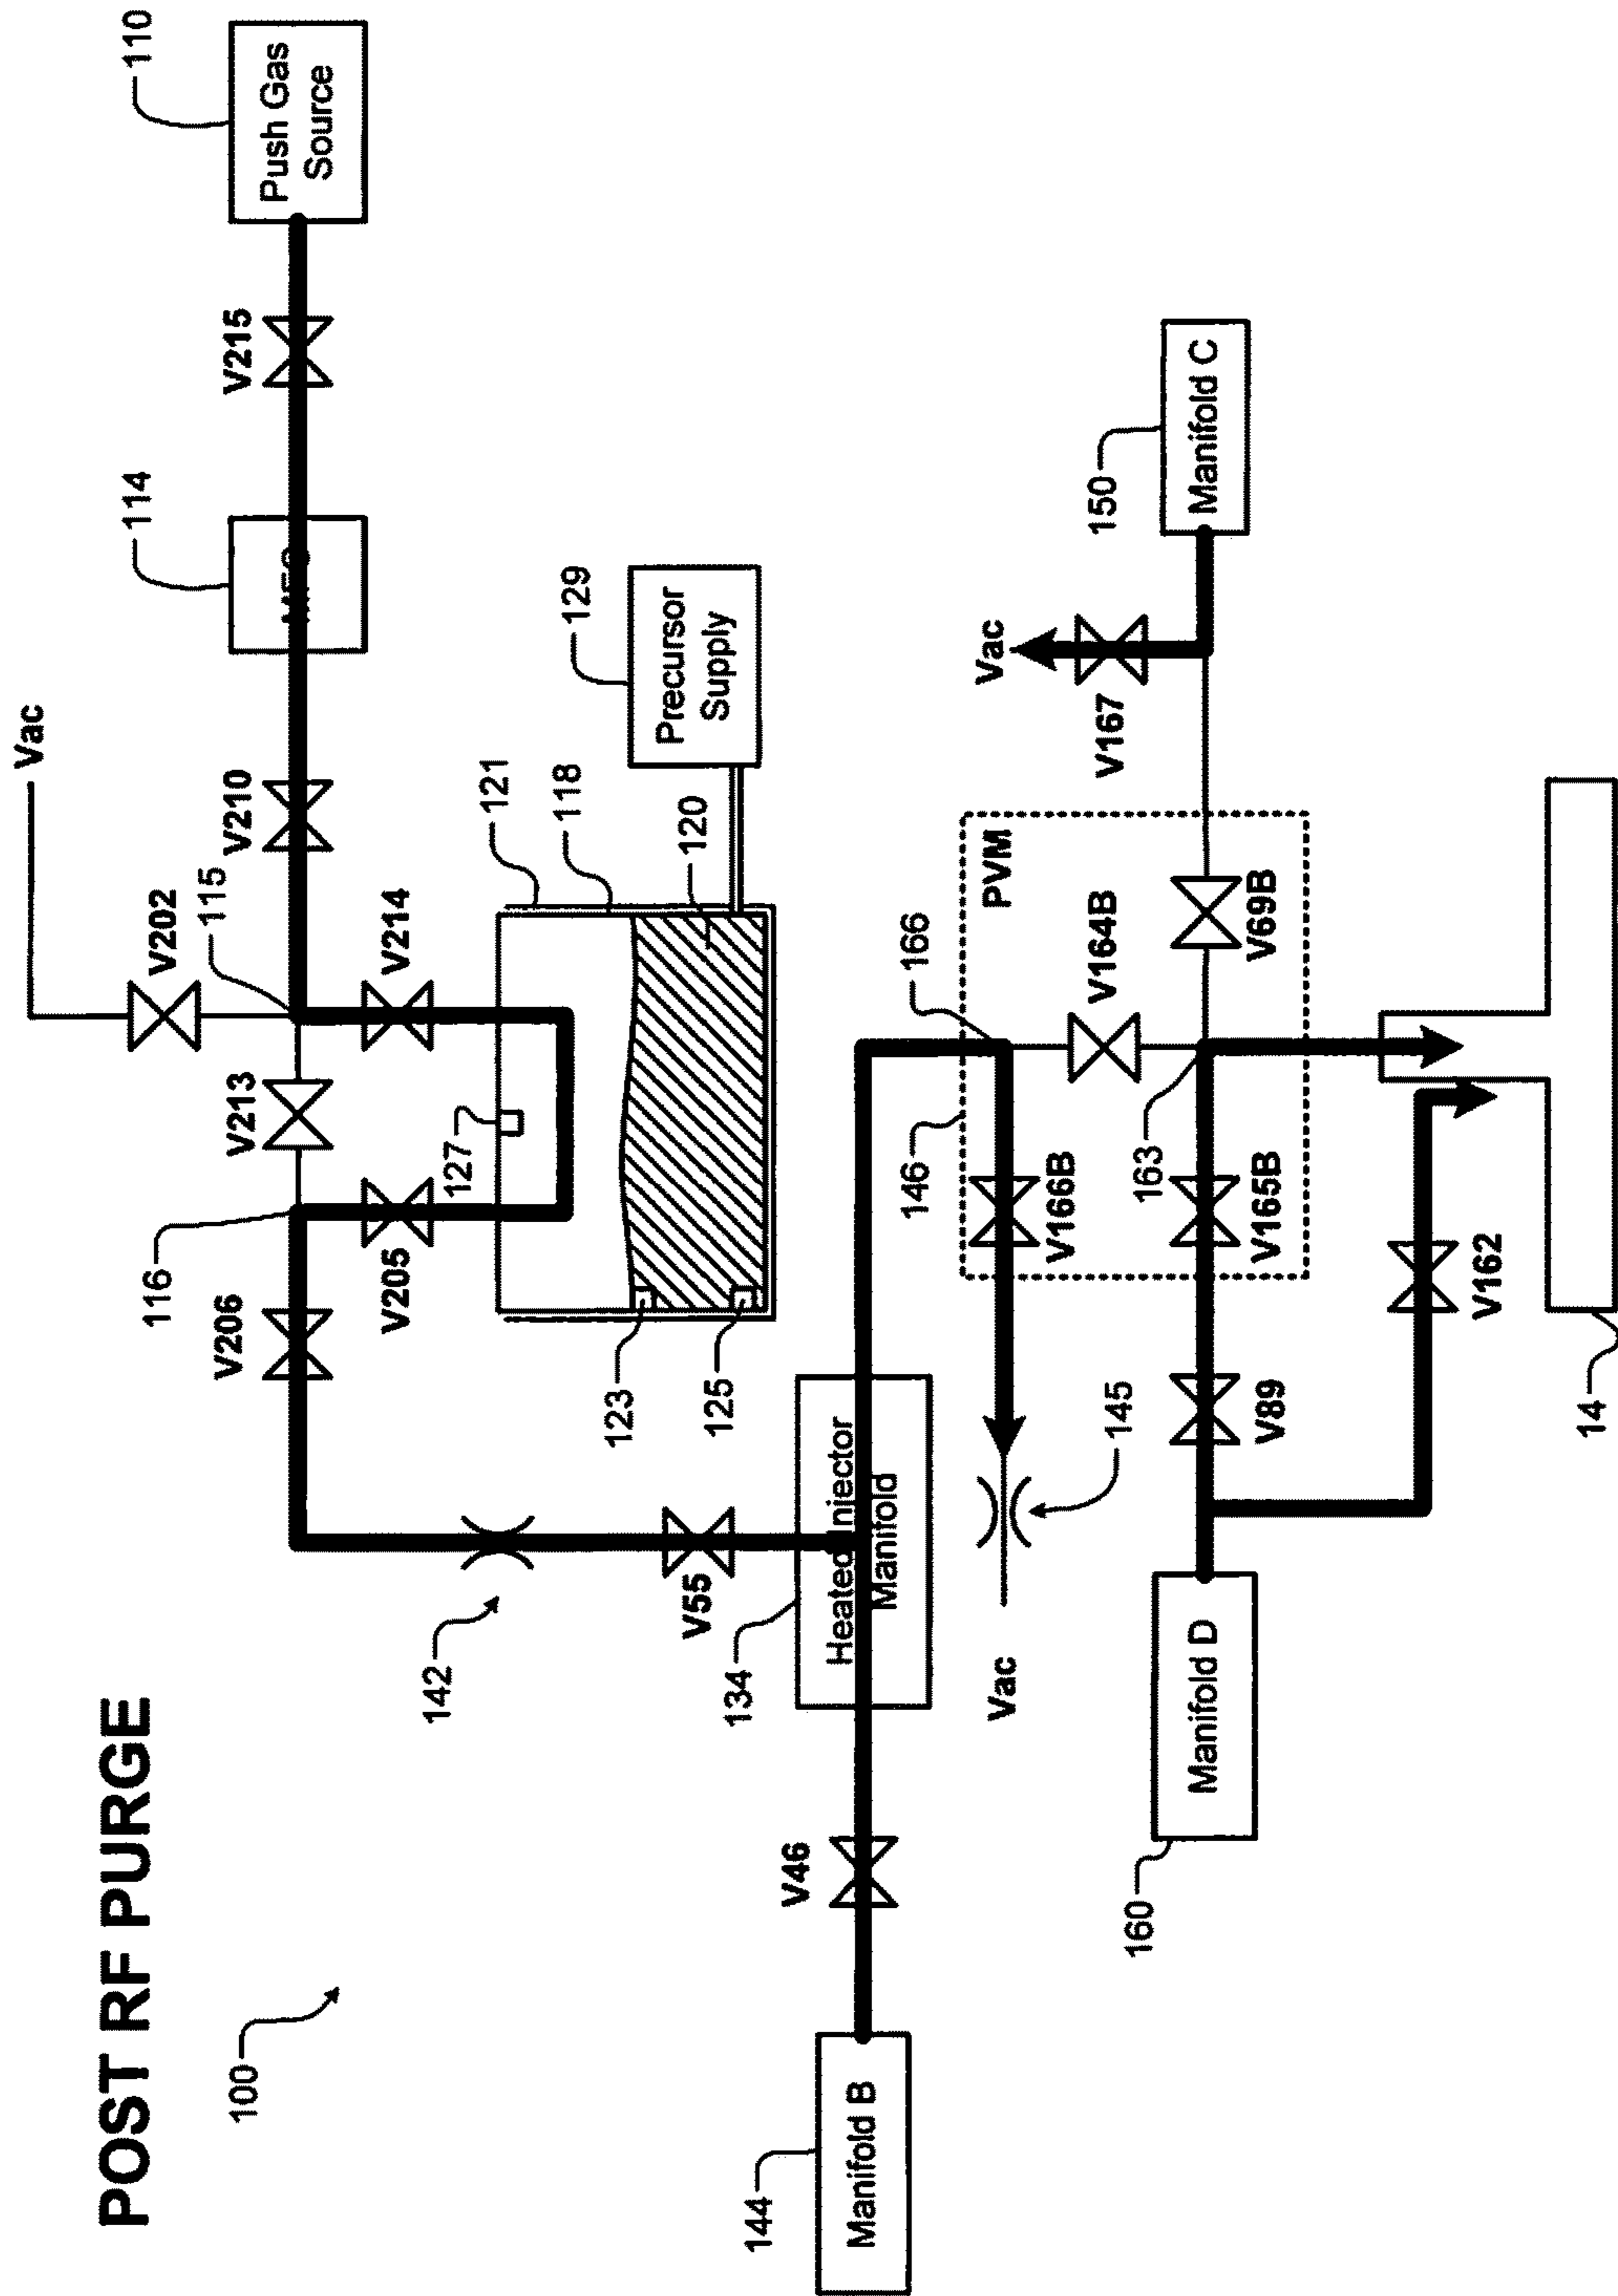 POST RF PURGE
100
Vac
110
Push Gas
Source
V215
114
MFC
V210
V202
115
V213
V214
116
V206
V205
127
121
118
120
129
Precursor
Supply
123
125
142
V55
134
Heated Injector
Manifold
144
Manifold B
V46
146
166
PVM
V166B
V164B
145
Vac
Vac
V167
150
Manifold C
V69B
163
V165B
V89
160
Manifold D
V162
14